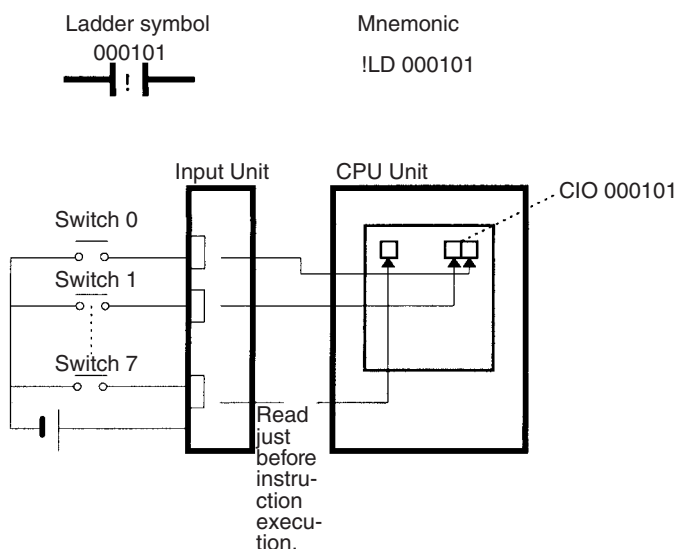 Ladder symbol
Mnemonic
000101
!
!LD 000101
Input Unit
CPU Unit
CIO 000101
Switch 0
Switch 1
Switch 7
Read
just
before
instru-
ction
execu-
tion.